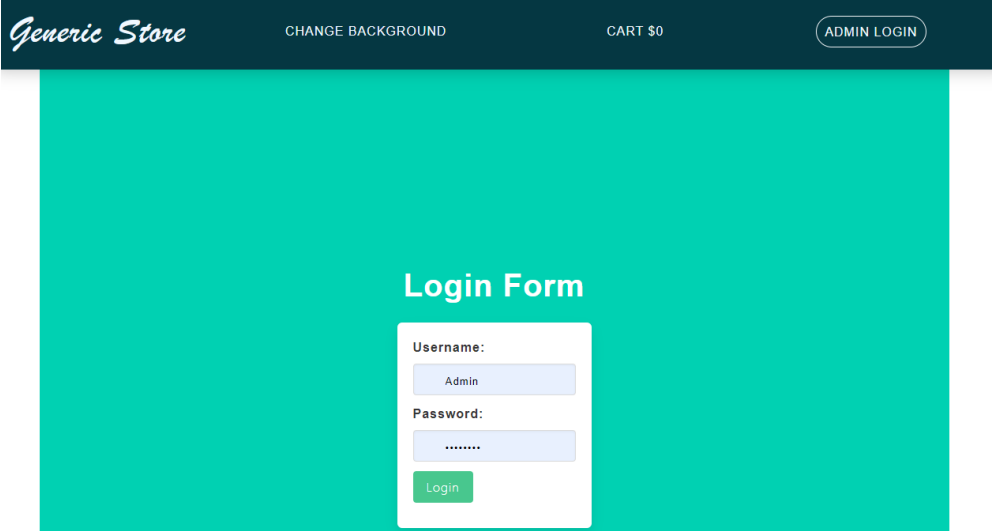 Generic Store
CHANGE BACKGROUND
CART $0
ADMIN LOGIN
Login Form
Username:
Admin
Password:
........
Login